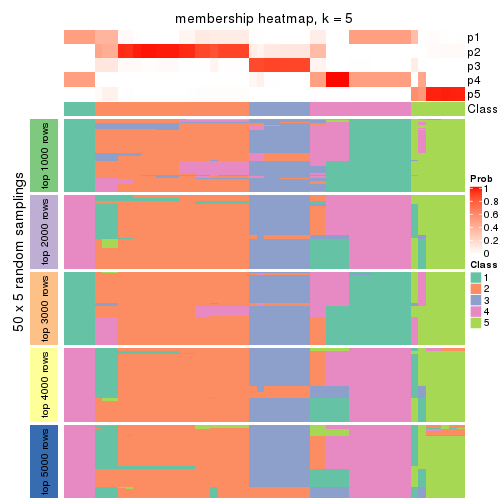 membership heatmap, k = 5
p1
p2
p3
p4
p5
Class
50 x 5 random samplings
top 1000 rows
top 2000 rows
top 3000 rows
top 4000 rows
top 5000 rows
Prob
1
0.8
0.6
0.4
0.2
0
Class
1
2
3
4
5